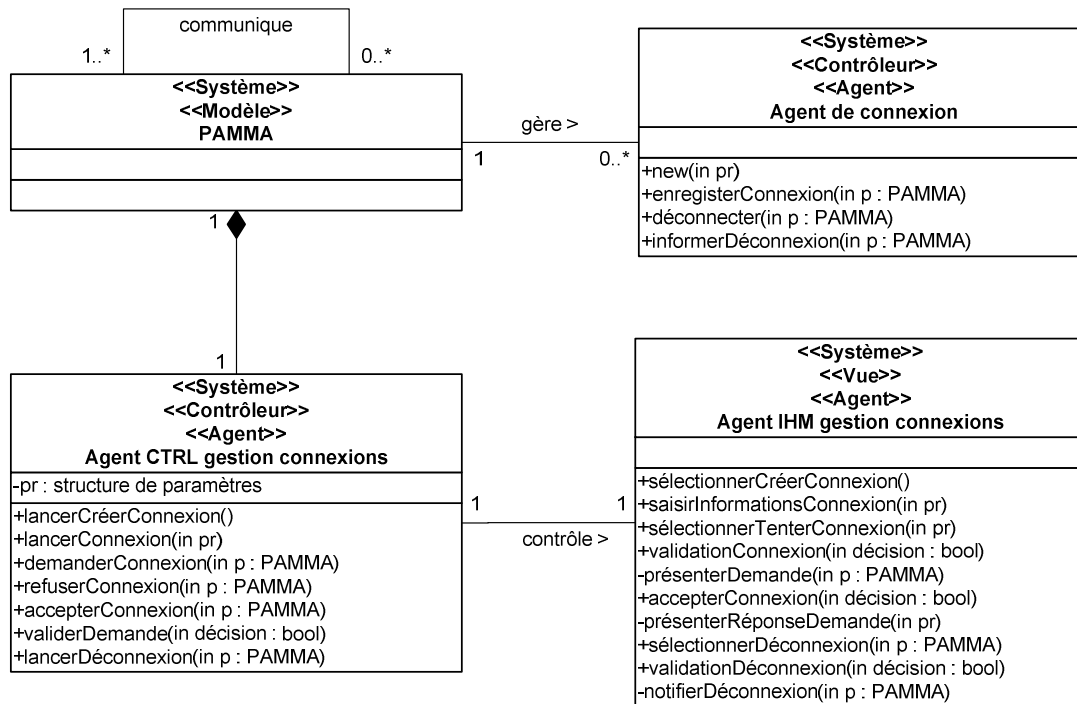 communique
1..*
0..*
<<Système>>
<<Modèle>>
PAMMA
gère >
1
0..*
<<Système>>
<<Contrôleur>>
<<Agent>>
Agent de connexion
+new(in pr)
+enregisterConnexion(in p : PAMMA)
+déconnecter(in p : PAMMA)
+informerDéconnexion(in p : PAMMA)
1
1
<<Système>>
<<Contrôleur>>
<<Agent>>
Agent CTRL gestion connexions
-pr : structure de paramètres
+lancerCréerConnexion()
+lancerConnexion(in pr)
+demanderConnexion(in p : PAMMA)
+refuserConnexion(in p : PAMMA)
+accepterConnexion(in p : PAMMA)
+validerDemande(in décision : bool)
+lancerDéconnexion(in p : PAMMA)
1
1
contrôle >
<<Système>>
<<Vue>>
<<Agent>>
Agent IHM gestion connexions
+sélectionnerCréerConnexion()
+saisirInformationsConnexion(in pr)
+sélectionnerTenterConnexion(in pr)
+validationConnexion(in décision : bool)
-présenterDemande(in p : PAMMA)
+accepterConnexion(in décision : bool)
-présenterRéponseDemande(in pr)
+sélectionnerDéconnexion(in p : PAMMA)
+validationDéconnexion(in décision : bool)
-notifierDéconnexion(in p : PAMMA)